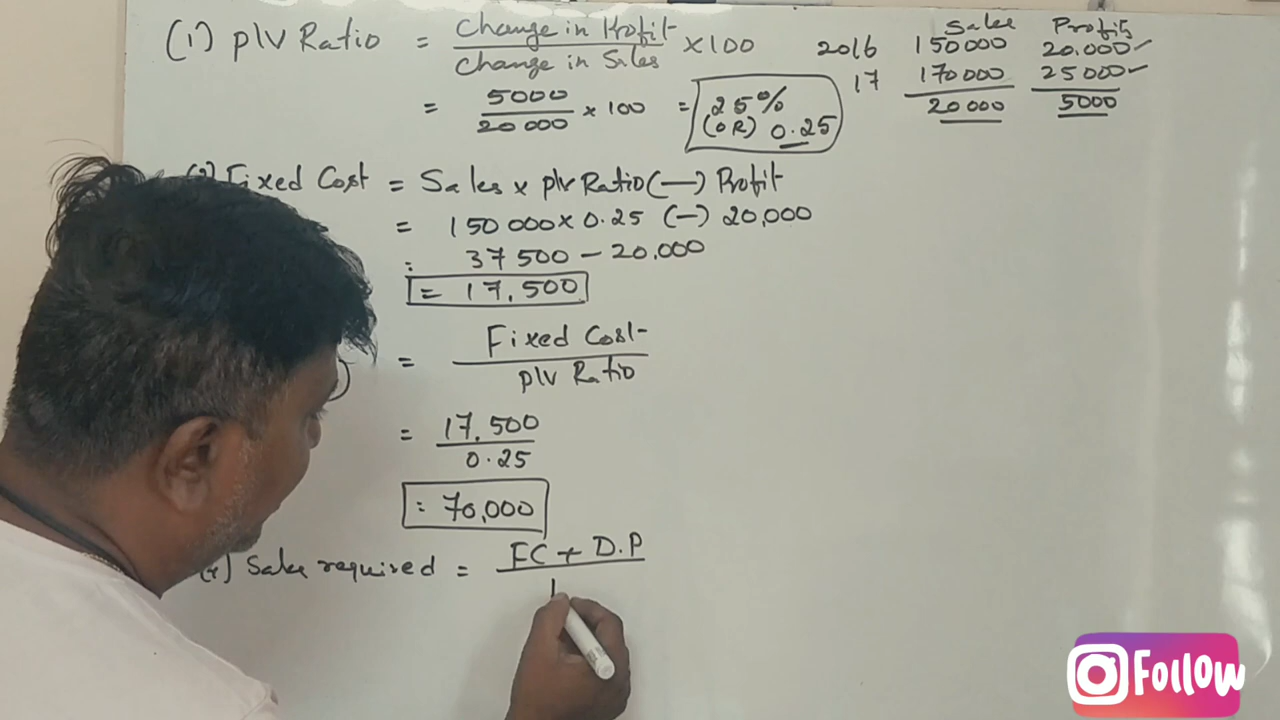 (1) P/V Ratio = Change in Profit / Change in Sales × 100
= 5000 / 20000 × 100 = 25% (OR) 0.25
Sales Profit
2016 150000 20,000 ✓
17 170000 25000 ✓
20000 5000
Fixed Cost = Sales × P/V Ratio (–) Profit
= 150000 × 0.25 (–) 20,000
: 37500 – 20,000
= 17,500
) = Fixed Cost / P/V Ratio
= 17,500 / 0.25
: 70,000
Sales required = FC + D.P
Follow